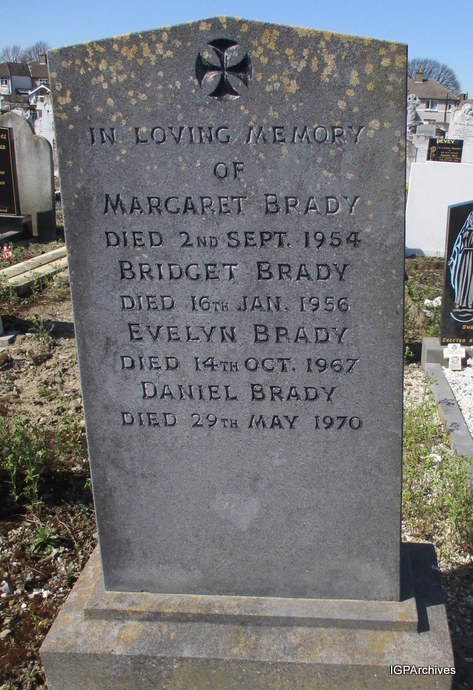 IN LOVING MEMORY
OF
MARGARET BRADY
DIED 2ND SEPT. 1954
BRIDGET BRADY
DIED 16TH JAN. 1956
EVELYN BRADY
DIED 14TH OCT. 1967
DANIEL BRADY
DIED 29TH MAY 1970
DEVEY
IGPArchives